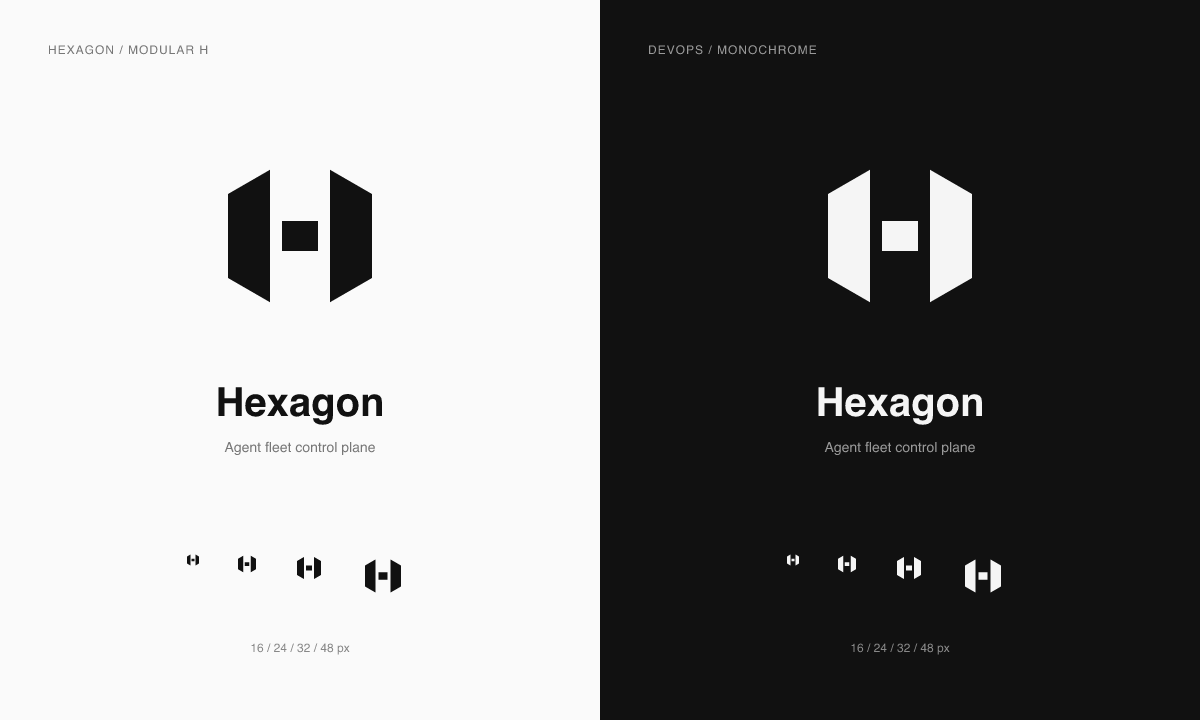 HEXAGON / MODULAR H
Hexagon
Agent fleet control plane
16 / 24 / 32 / 48 px
DEVOPS / MONOCHROME
Hexagon
Agent fleet control plane
16 / 24 / 32 / 48 px